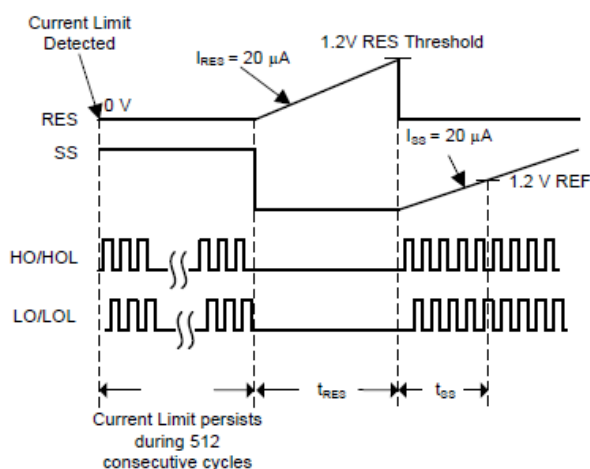 Current Limit
Detected
I_RES = 20 µA
1.2V RES Threshold
0 V
RES
SS
I_SS = 20 µA
1.2 V REF
HO/HOL
LO/LOL
t_RES
t_SS
Current Limit persists
during 512
consecutive cycles